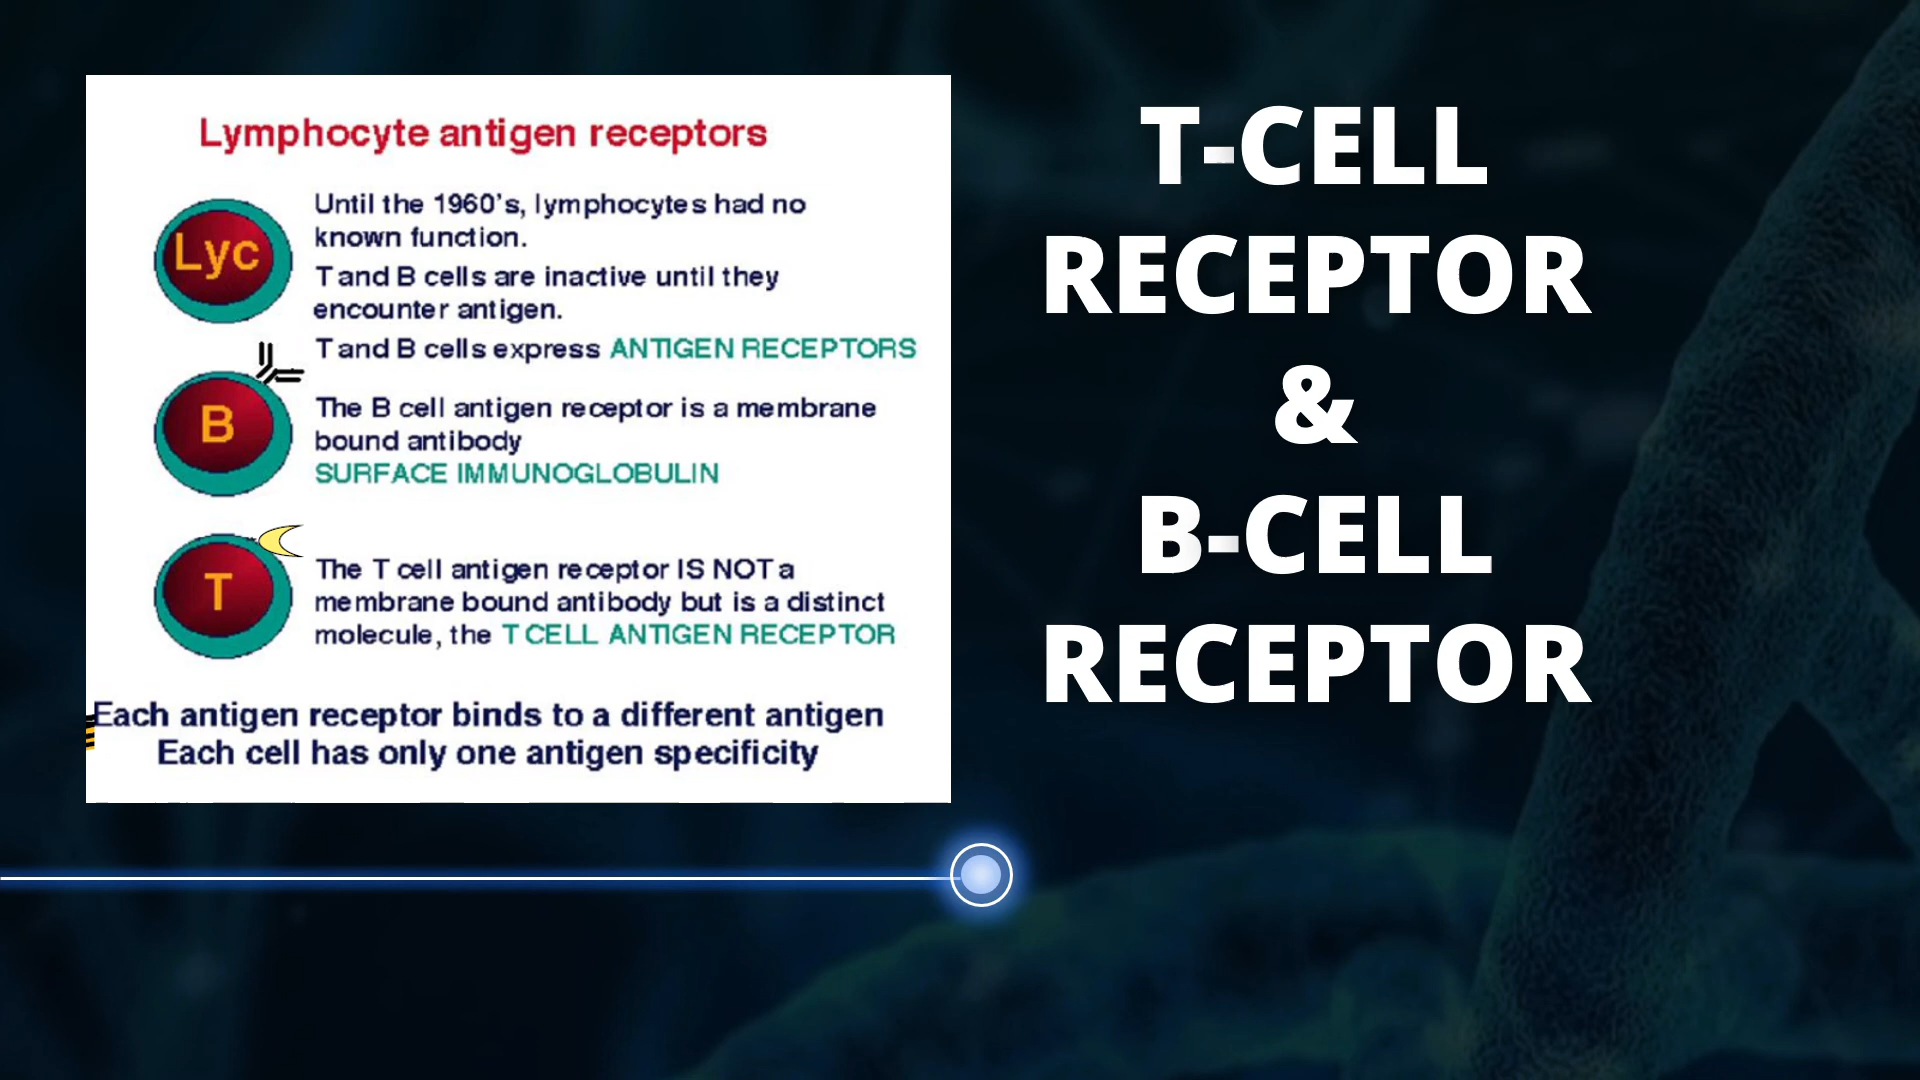 Lymphocyte antigen receptors
Lyc
Until the 1960's, lymphocytes had no
known function.
T and B cells are inactive until they
encounter antigen.
T and B cells express ANTIGEN RECEPTORS
B
The B cell antigen receptor is a membrane
bound antibody
SURFACE IMMUNOGLOBULIN
T
The T cell antigen receptor IS NOT a
membrane bound antibody but is a distinct
molecule, the T CELL ANTIGEN RECEPTOR
Each antigen receptor binds to a different antigen
Each cell has only one antigen specificity
T-CELL
RECEPTOR
&
B-CELL
RECEPTOR